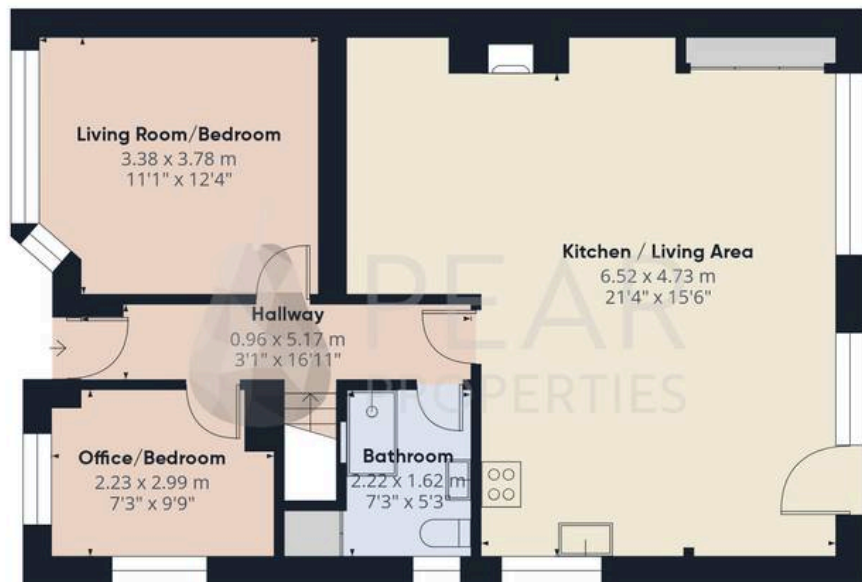 Living Room/Bedroom
3.38 x 3.78 m
11'1" x 12'4"
Kitchen / Living Area
6.52 x 4.73 m
21'4" x 15'6"
PEAR
PROPERTIES
Hallway
0.96 x 5.17 m
3'1" x 16'11"
Office/Bedroom
2.23 x 2.99 m
7'3" x 9'9"
Bathroom
2.22 x 1.62 m
7'3" x 5'3"